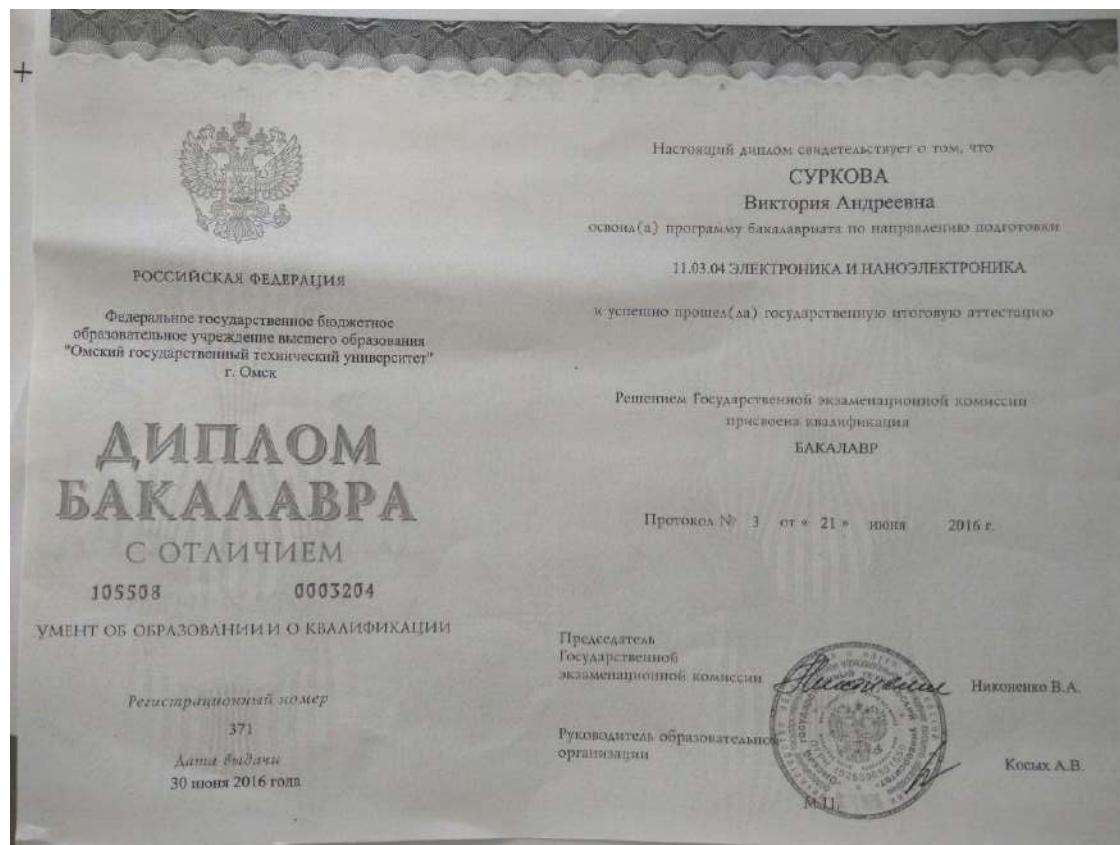 РОССИЙСКАЯ ФЕДЕРАЦИЯ
Федеральное государственное бюджетное
образовательное учреждение высшего образования
"Омский государственный технический университет"
г. Омск
ДИПЛОМ
БАКАЛАВРА
С ОТЛИЧИЕМ
105508 0003204
УМЕНТ ОБ ОБРАЗОВАНИИ И О КВАЛИФИКАЦИИ
Регистрационный номер
371
Дата выдачи
30 июня 2016 года
Настоящий диплом свидетельствует о том, что
СУРКОВА
Виктория Андреевна
освоил(а) программу бакалавриата по направлению подготовки
11.03.04 ЭЛЕКТРОНИКА И НАНОЭЛЕКТРОНИКА
и успешно прошел(ла) государственную итоговую аттестацию
Решением Государственной экзаменационной комиссии
присвоена квалификация
БАКАЛАВР
Протокол № 3 от « 21 » июня 2016 г.
Председатель
Государственной
экзаменационной комиссии
Никоненко В.А.
Руководитель образовательной
организации
Косых А.В.
М.П.